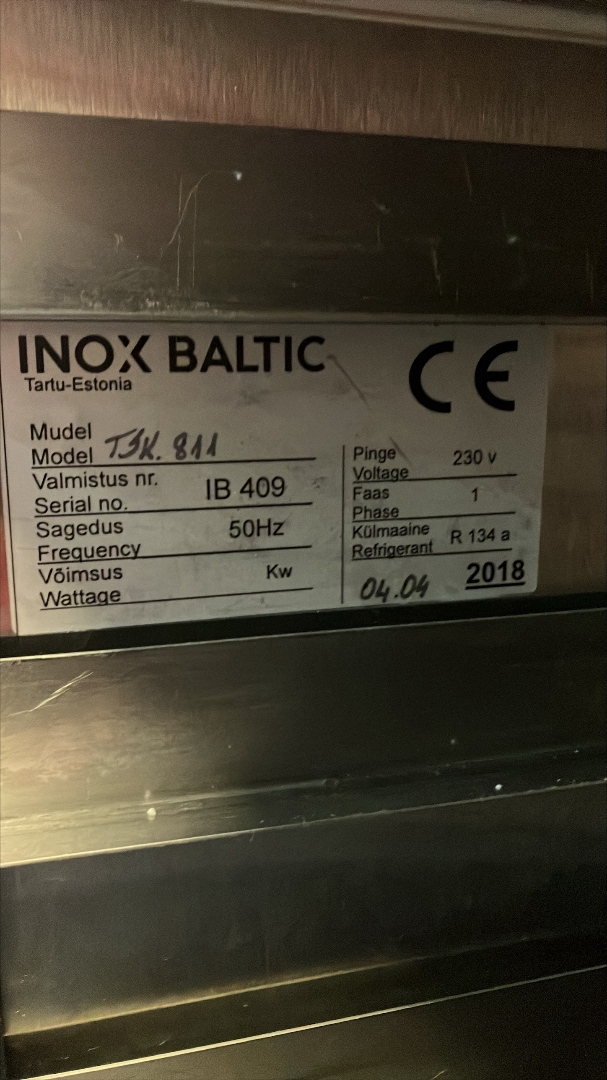 INOX BALTIC
Tartu-Estonia
CE
Mudel
Model TJK. 811
Valmistus nr.
Serial no. IB 409
Sagedus
Frequency 50Hz
Võimsus
Wattage Kw
Pinge
Voltage 230 v
Faas
Phase 1
Külmaaine
Refrigerant R 134 a
04.04 2018